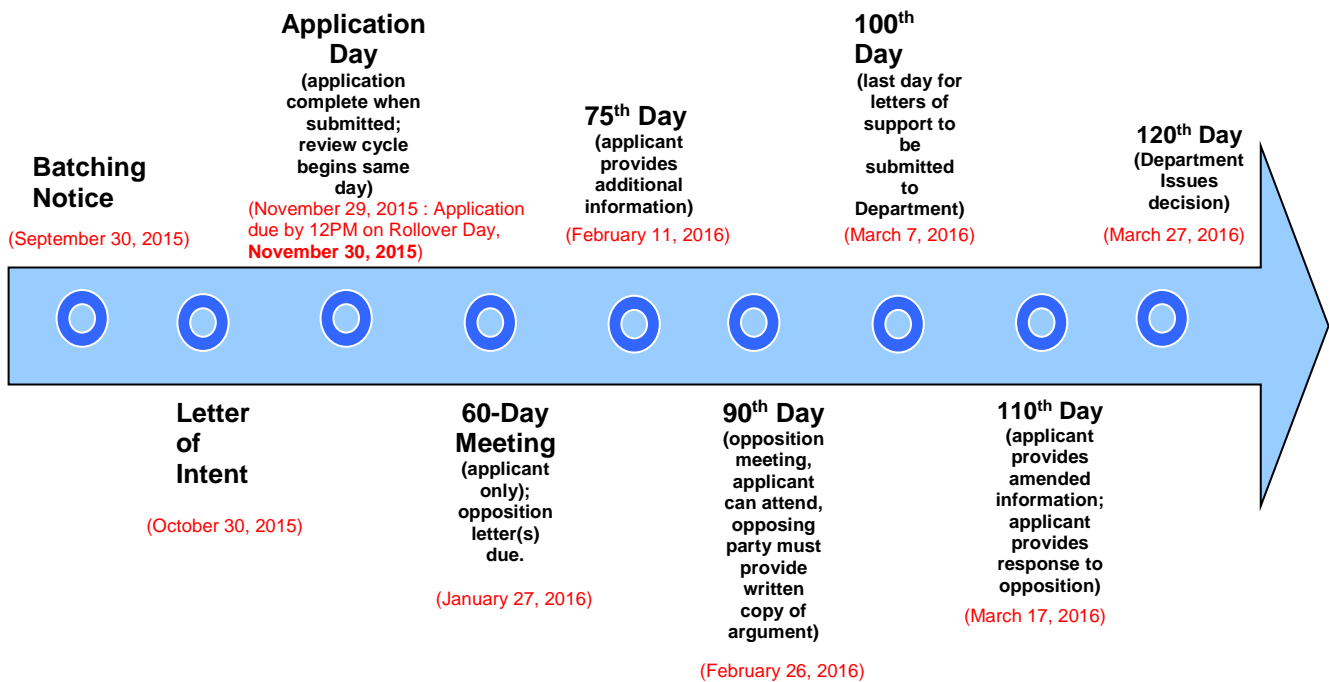 Batching
Notice
(September 30, 2015)
Letter
of
Intent
(October 30, 2015)
Application
Day
(application
complete when
submitted;
review cycle
begins same
day)
(November 29, 2015 : Application
due by 12PM on Rollover Day,
November 30, 2015)
60-Day
Meeting
(applicant
only);
opposition
letter(s)
due.
(January 27, 2016)
75th Day
(applicant
provides
additional
information)
(February 11, 2016)
90th Day
(opposition
meeting,
applicant
can attend,
opposing
party must
provide
written
copy of
argument)
(February 26, 2016)
100th
Day
(last day for
letters of
support to
be
submitted
to
Department)
(March 7, 2016)
110th Day
(applicant
provides
amended
information;
applicant
provides
response to
opposition)
(March 17, 2016)
120th Day
(Department
Issues
decision)
(March 27, 2016)